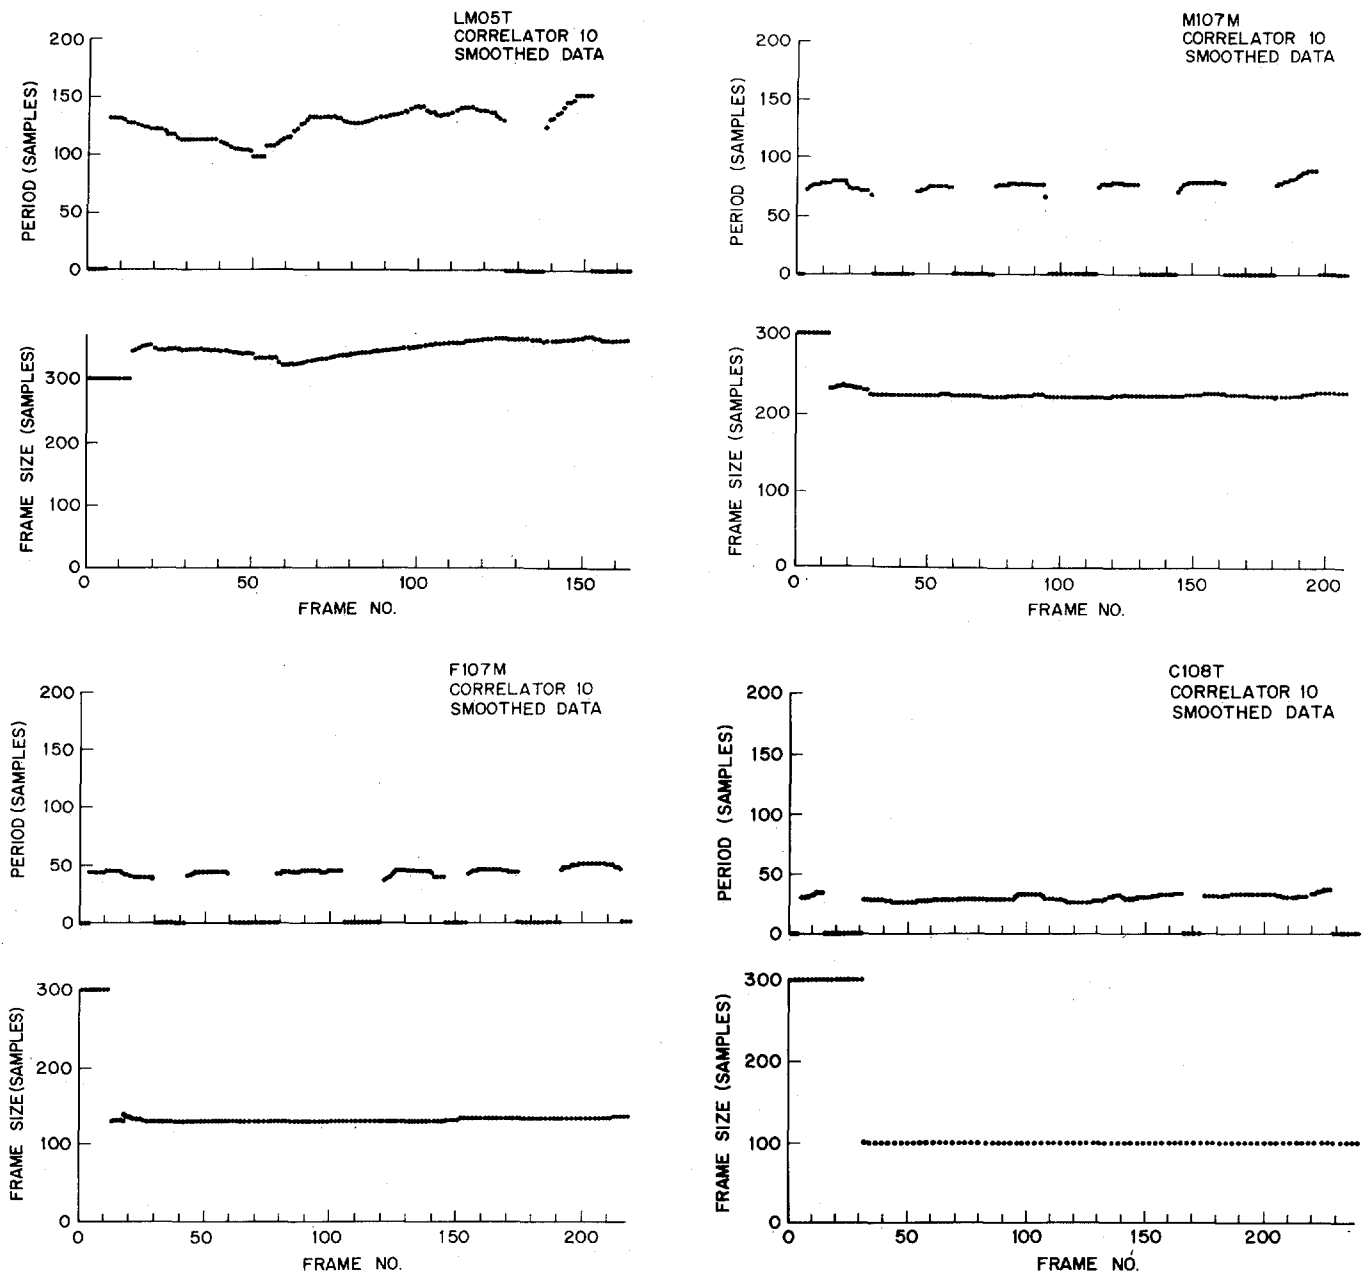 LM05T
CORRELATOR 10
SMOOTHED DATA
PERIOD (SAMPLES)
200
150
100
50
0
FRAME SIZE (SAMPLES)
300
200
100
0
0 50 100 150
FRAME NO.
M107M
CORRELATOR 10
SMOOTHED DATA
PERIOD (SAMPLES)
200
150
100
50
0
FRAME SIZE (SAMPLES)
300
200
100
0
0 50 100 150 200
FRAME NO.
F107M
CORRELATOR 10
SMOOTHED DATA
PERIOD (SAMPLES)
200
150
100
50
0
FRAME SIZE (SAMPLES)
300
200
100
0
0 50 100 150 200
FRAME NO.
C108T
CORRELATOR 10
SMOOTHED DATA
PERIOD (SAMPLES)
200
150
100
50
0
FRAME SIZE (SAMPLES)
300
200
100
0
0 50 100 150 200
FRAME NO.